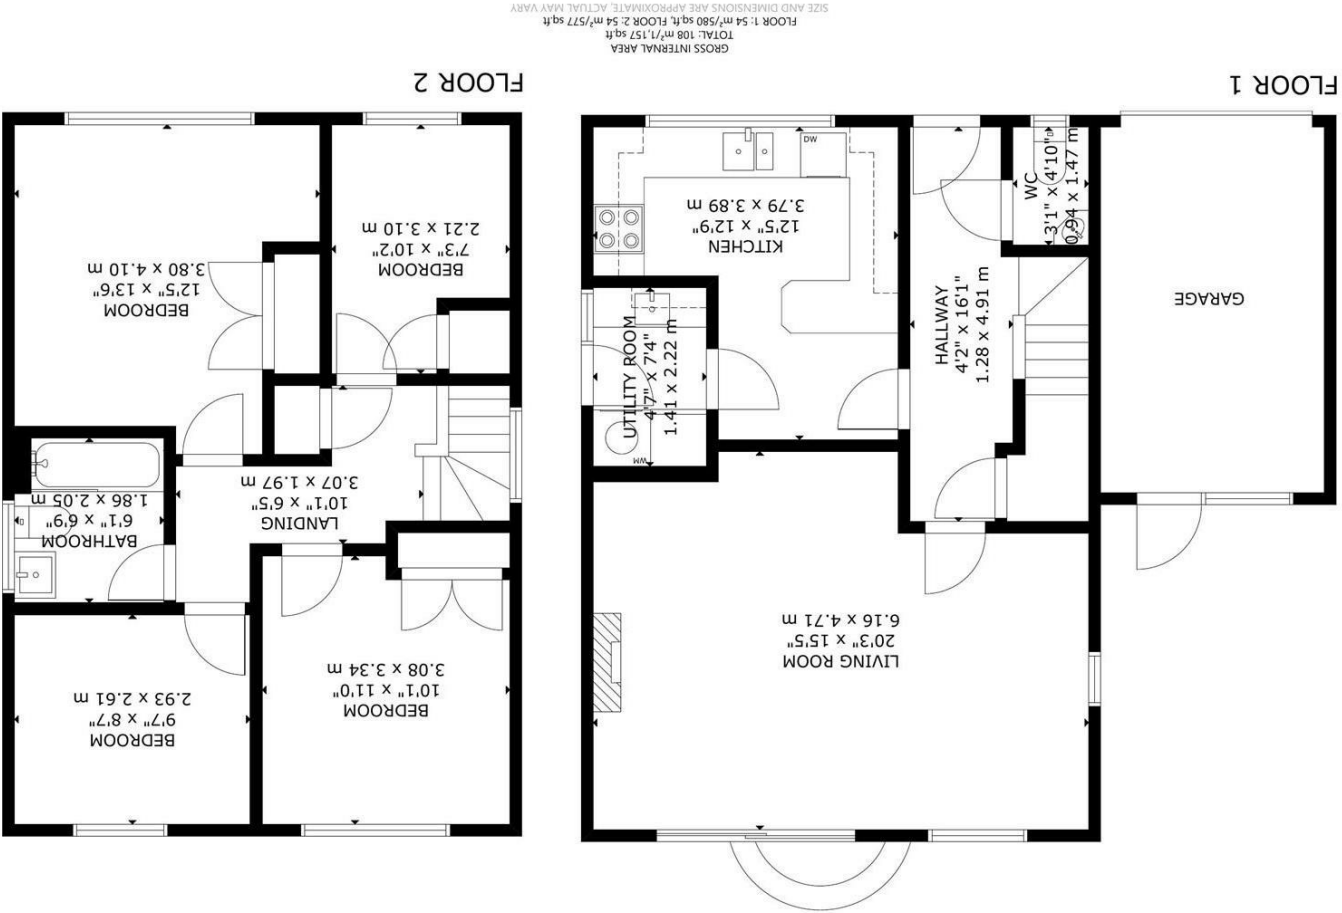 LIVING ROOM
20'3" x 15'5"
6.16 x 4.71 m
GARAGE
HALLWAY
4'2" x 16'1"
1.28 x 4.91 m
UTILITY ROOM
4'7" x 7'4"
1.41 x 2.22 m
WM
KITCHEN
12'5" x 12'9"
3.79 x 3.89 m
DW
WC
3'1" x 4'10"
0.94 x 1.47 m
FLOOR 1
BEDROOM
10'1" x 11'0"
3.08 x 3.34 m
BEDROOM
9'7" x 8'7"
2.93 x 2.61 m
BATHROOM
6'1" x 6'9"
1.86 x 2.05 m
LANDING
10'1" x 6'5"
3.07 x 1.97 m
BEDROOM
12'5" x 13'6"
3.80 x 4.10 m
BEDROOM
7'3" x 10'2"
2.21 x 3.10 m
FLOOR 2
GROSS INTERNAL AREA
TOTAL: 108 m²/1,157 sq.ft
FLOOR 1: 54 m²/580 sq.ft, FLOOR 2: 54 m²/577 sq.ft
SIZE AND DIMENSIONS ARE APPROXIMATE, ACTUAL MAY VARY